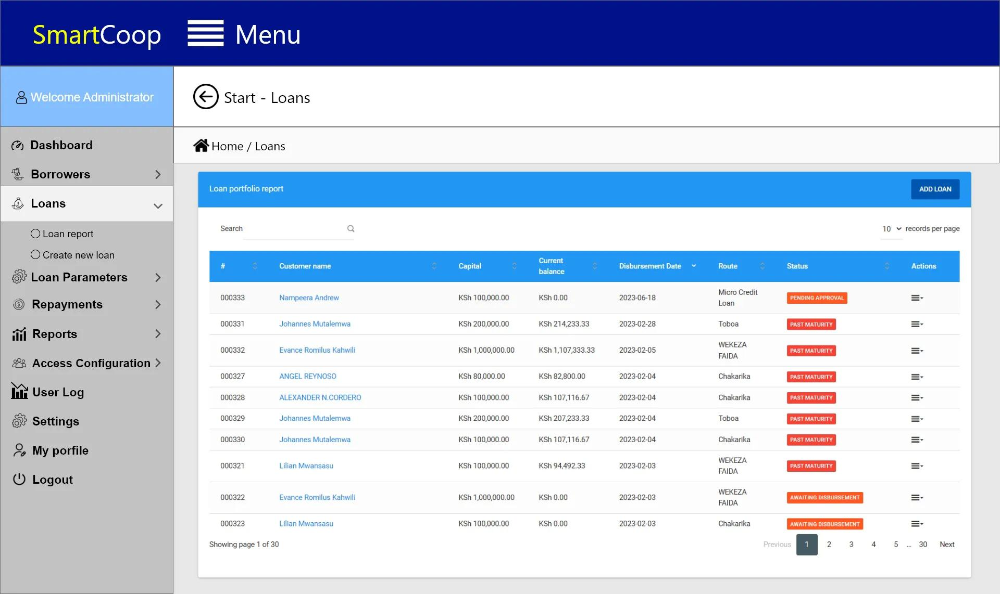 SmartCoop Menu
Welcome Administrator
Start - Loans
Home / Loans
Dashboard
Borrowers
Loans
Loan report
Create new loan
Loan Parameters
Repayments
Reports
Access Configuration
User Log
Settings
My porfile
Logout
Loan portfolio report ADD LOAN
Search 10 records per page
# Customer name Capital Current balance Disbursement Date Route Status Actions
000333 Nampeera Andrew KSh 100,000.00 KSh 0.00 2023-06-18 Micro Credit Loan PENDING APPROVAL
000331 Johannes Mutalemwa KSh 200,000.00 KSh 214,233.33 2023-02-28 Toboa PAST MATURITY
000332 Evance Romilus Kahwili KSh 1,000,000.00 KSh 1,107,333.33 2023-02-05 WEKEZA FAIDA PAST MATURITY
000327 ANGEL REYNOSO KSh 80,000.00 KSh 82,800.00 2023-02-04 Chakarika PAST MATURITY
000328 ALEXANDER N.CORDERO KSh 100,000.00 KSh 107,116.67 2023-02-04 Chakarika PAST MATURITY
000329 Johannes Mutalemwa KSh 200,000.00 KSh 207,233.33 2023-02-04 Toboa PAST MATURITY
000330 Johannes Mutalemwa KSh 100,000.00 KSh 107,116.67 2023-02-04 Chakarika PAST MATURITY
000321 Lilian Mwansasu KSh 100,000.00 KSh 94,492.33 2023-02-03 WEKEZA FAIDA PAST MATURITY
000322 Evance Romilus Kahwili KSh 1,000,000.00 KSh 0.00 2023-02-03 WEKEZA FAIDA AWAITING DISBURSEMENT
000323 Lilian Mwansasu KSh 100,000.00 KSh 0.00 2023-02-03 Chakarika AWAITING DISBURSEMENT
Showing page 1 of 30 Previous 1 2 3 4 5 ... 30 Next